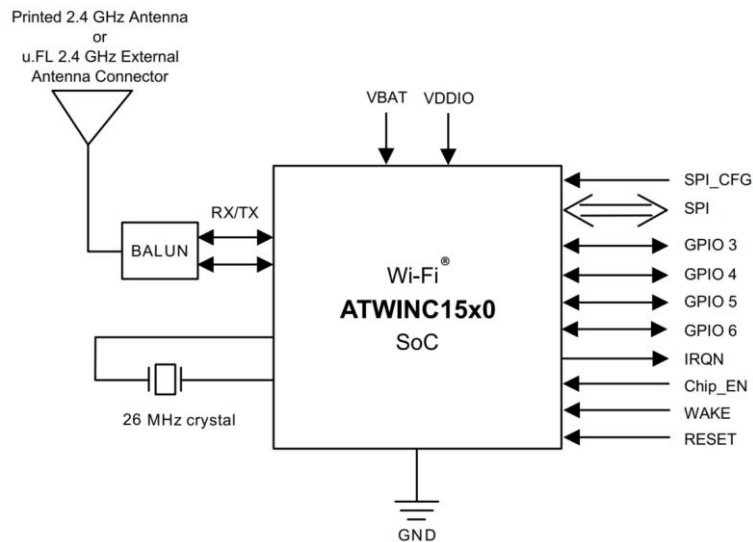 Printed 2.4 GHz Antenna
or
u.FL 2.4 GHz External
Antenna Connector
VBAT
VDDIO
SPI_CFG
SPI
RX/TX
BALUN
GPIO 3
GPIO 4
GPIO 5
GPIO 6
Wi-Fi®
ATWINC15x0
SoC
IRQN
Chip_EN
WAKE
RESET
26 MHz crystal
GND